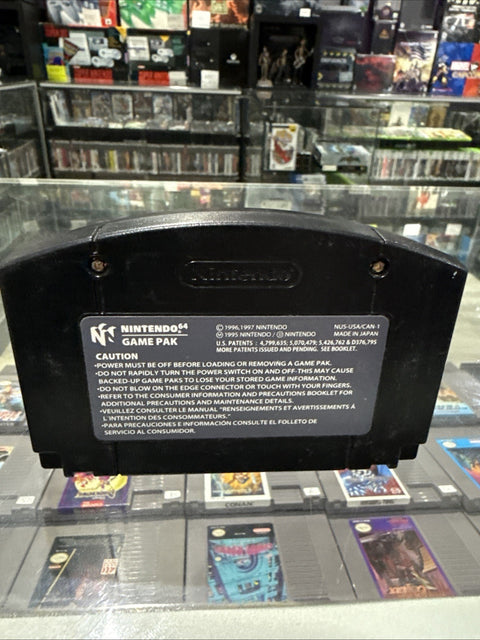 Nintendo
NINTENDO 64
GAME PAK
© 1996, 1997 NINTENDO
Ⓜ 1995 NINTENDO / Ⓓ NINTENDO
NUS-USA/CAN-1
MADE IN JAPAN
U.S. PATENTS : 4,799,635; 5,070,479; 5,426,762 & D376,795
MORE PATENTS ISSUED AND PENDING. SEE BOOKLET.
CAUTION
•POWER MUST BE OFF BEFORE LOADING OR REMOVING A GAME PAK.
•DO NOT RAPIDLY TURN THE POWER SWITCH ON AND OFF-THIS MAY CAUSE
BACKED-UP GAME PAKS TO LOSE YOUR STORED GAME INFORMATION.
•DO NOT BLOW ON THE EDGE CONNECTOR OR TOUCH WITH YOUR FINGERS.
•REFER TO THE CONSUMER INFORMATION AND PRECAUTIONS BOOKLET FOR
ADDITIONAL PRECAUTIONS AND MAINTENANCE DETAILS.
•VEUILLEZ CONSULTER LE MANUAL "RENSEIGNEMENTS ET AVERTISSEMENTS À
L'INTENTION DES CONSOMMATEURS."
•PARA PRECAUCIONES E INFORMACIÓN CONSULTE EL FOLLETO DE
SERVICIO AL CONSUMIDOR.
CONAN